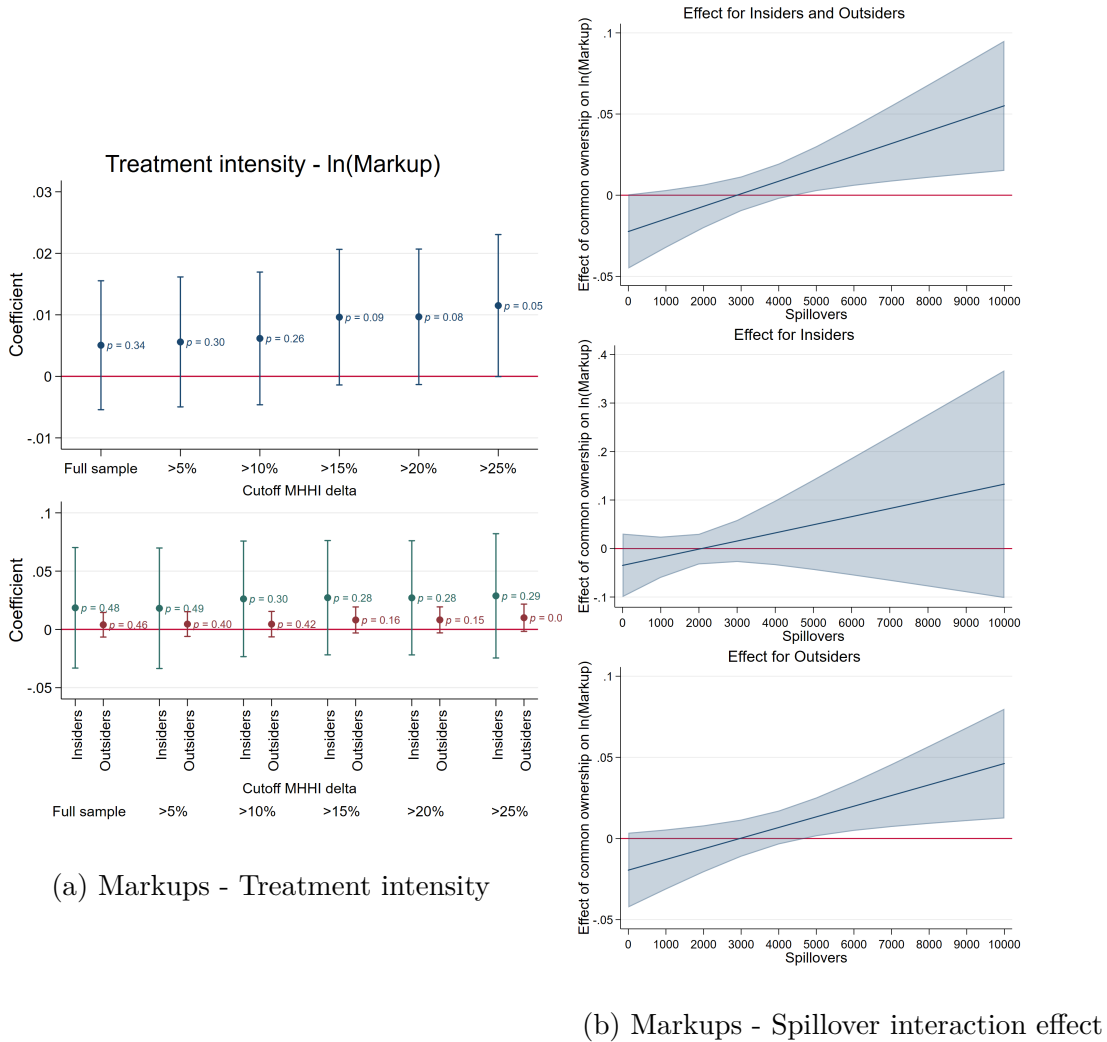 Treatment intensity - ln(Markup)
Coefficient
.03
.02
.01
0
-.01
p = 0.34
p = 0.30
p = 0.26
p = 0.09
p = 0.08
p = 0.05
Full sample >5% >10% >15% >20% >25%
Cutoff MHHI delta
Coefficient
.1
.05
0
-.05
p = 0.48
p = 0.46
p = 0.49
p = 0.40
p = 0.30
p = 0.42
p = 0.28
p = 0.16
p = 0.28
p = 0.15
p = 0.29
p = 0.0
Insiders Outsiders Insiders Outsiders Insiders Outsiders Insiders Outsiders Insiders Outsiders Insiders Outsiders
Cutoff MHHI delta
Full sample >5% >10% >15% >20% >25%
(a) Markups - Treatment intensity
Effect for Insiders and Outsiders
Effect of common ownership on ln(Markup)
.1
.05
0
-.05
0 1000 2000 3000 4000 5000 6000 7000 8000 9000 10000
Spillovers
Effect for Insiders
Effect of common ownership on ln(Markup)
.4
.3
.2
.1
0
-.1
0 1000 2000 3000 4000 5000 6000 7000 8000 9000 10000
Spillovers
Effect for Outsiders
Effect of common ownership on ln(Markup)
.1
.05
0
-.05
0 1000 2000 3000 4000 5000 6000 7000 8000 9000 10000
Spillovers
(b) Markups - Spillover interaction effect